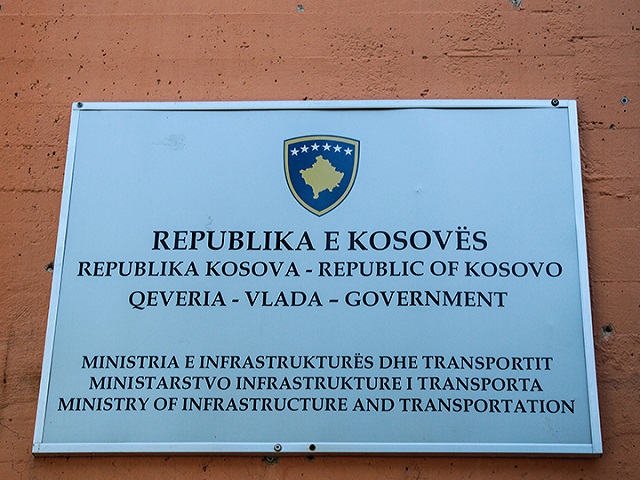 REPUBLIKA E KOSOVËS
REPUBLIKA KOSOVA - REPUBLIC OF KOSOVO
QEVERIA - VLADA – GOVERNMENT
MINISTRIA E INFRASTRUKTURËS DHE TRANSPORTIT
MINISTARSTVO INFRASTRUKTURE I TRANSPORTA
MINISTRY OF INFRASTRUCTURE AND TRANSPORTATION